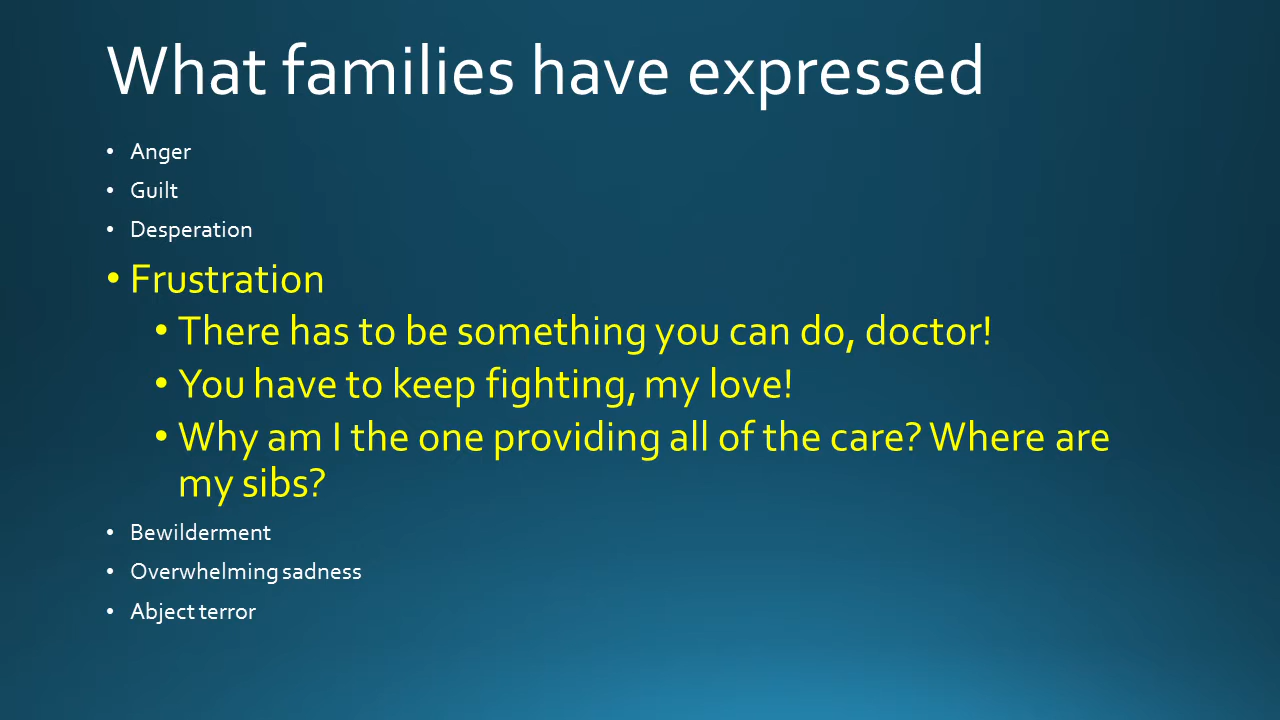 What families have expressed
• Anger
• Guilt
• Desperation
• Frustration
• There has to be something you can do, doctor!
• You have to keep fighting, my love!
• Why am I the one providing all of the care? Where are
my sibs?
• Bewilderment
• Overwhelming sadness
• Abject terror